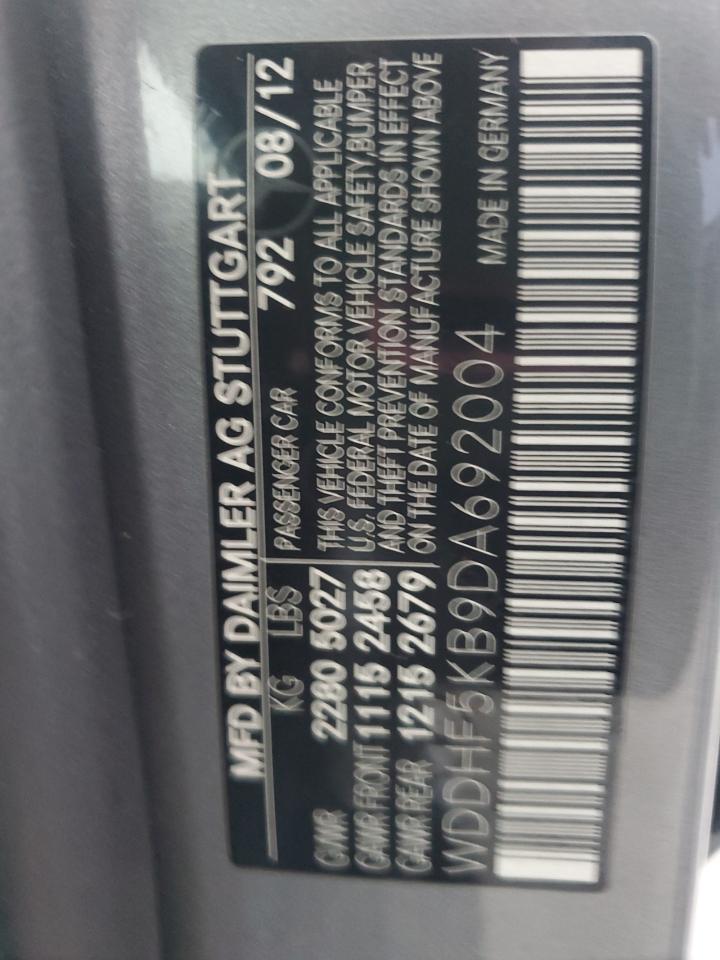 MFD BY DAIMLER AG STUTTGART
KG LBS
GVWR 2280 5027
GAWR FRONT 1115 2458
GAWR REAR 1215 2679
PASSENGER CAR 792 08/12
THIS VEHICLE CONFORMS TO ALL APPLICABLE
U.S. FEDERAL MOTOR VEHICLE SAFETY,BUMPER
AND THEFT PREVENTION STANDARDS IN EFFECT
ON THE DATE OF MANUFACTURE SHOWN ABOVE
WDDHF5KB9DA692004
MADE IN GERMANY